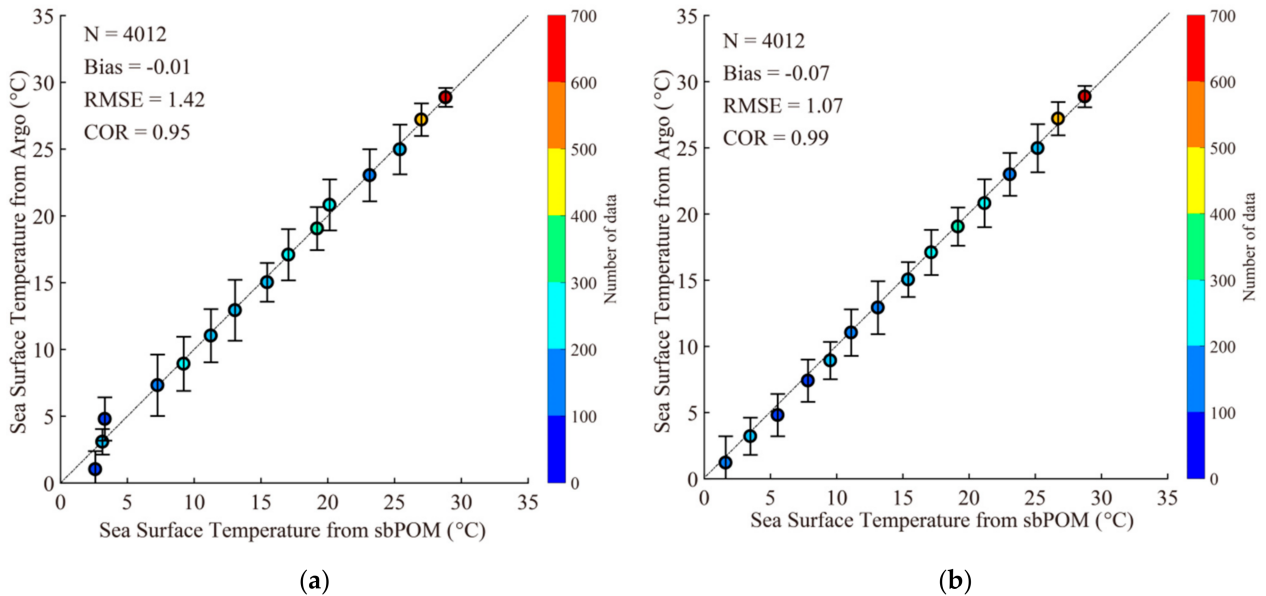 N = 4012
Bias = -0.01
RMSE = 1.42
COR = 0.95
Sea Surface Temperature from Argo (°C)
35
30
25
20
15
10
5
0
0 5 10 15 20 25 30 35
Sea Surface Temperature from sbPOM (°C)
700
600
500
400
300
200
100
0
Number of data
(a)
N = 4012
Bias = -0.07
RMSE = 1.07
COR = 0.99
Sea Surface Temperature from Argo (°C)
35
30
25
20
15
10
5
0
0 5 10 15 20 25 30 35
Sea Surface Temperature from sbPOM (°C)
700
600
500
400
300
200
100
0
Number of data
(b)